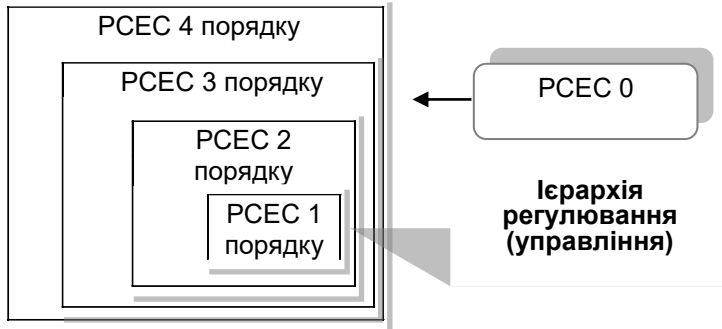 РСЕС 4 порядку
РСЕС 3 порядку
РСЕС 2
порядку
РСЕС 1
порядку
РСЕС 0
Ієрархія
регулювання
(управління)